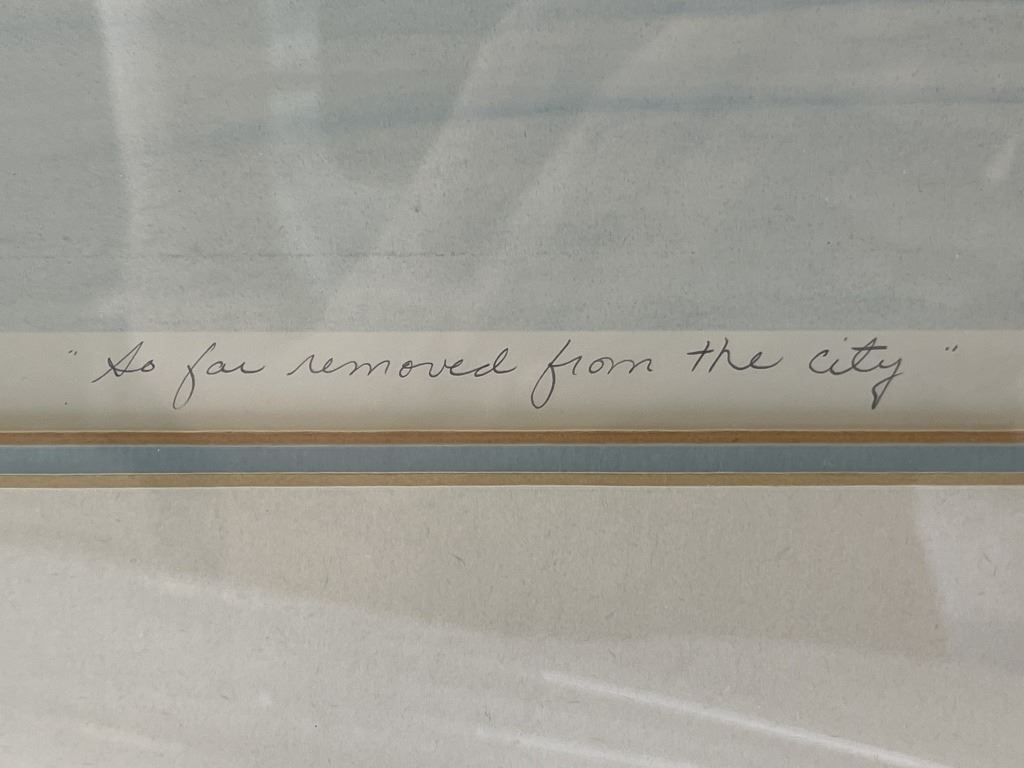 "So far removed from the city"